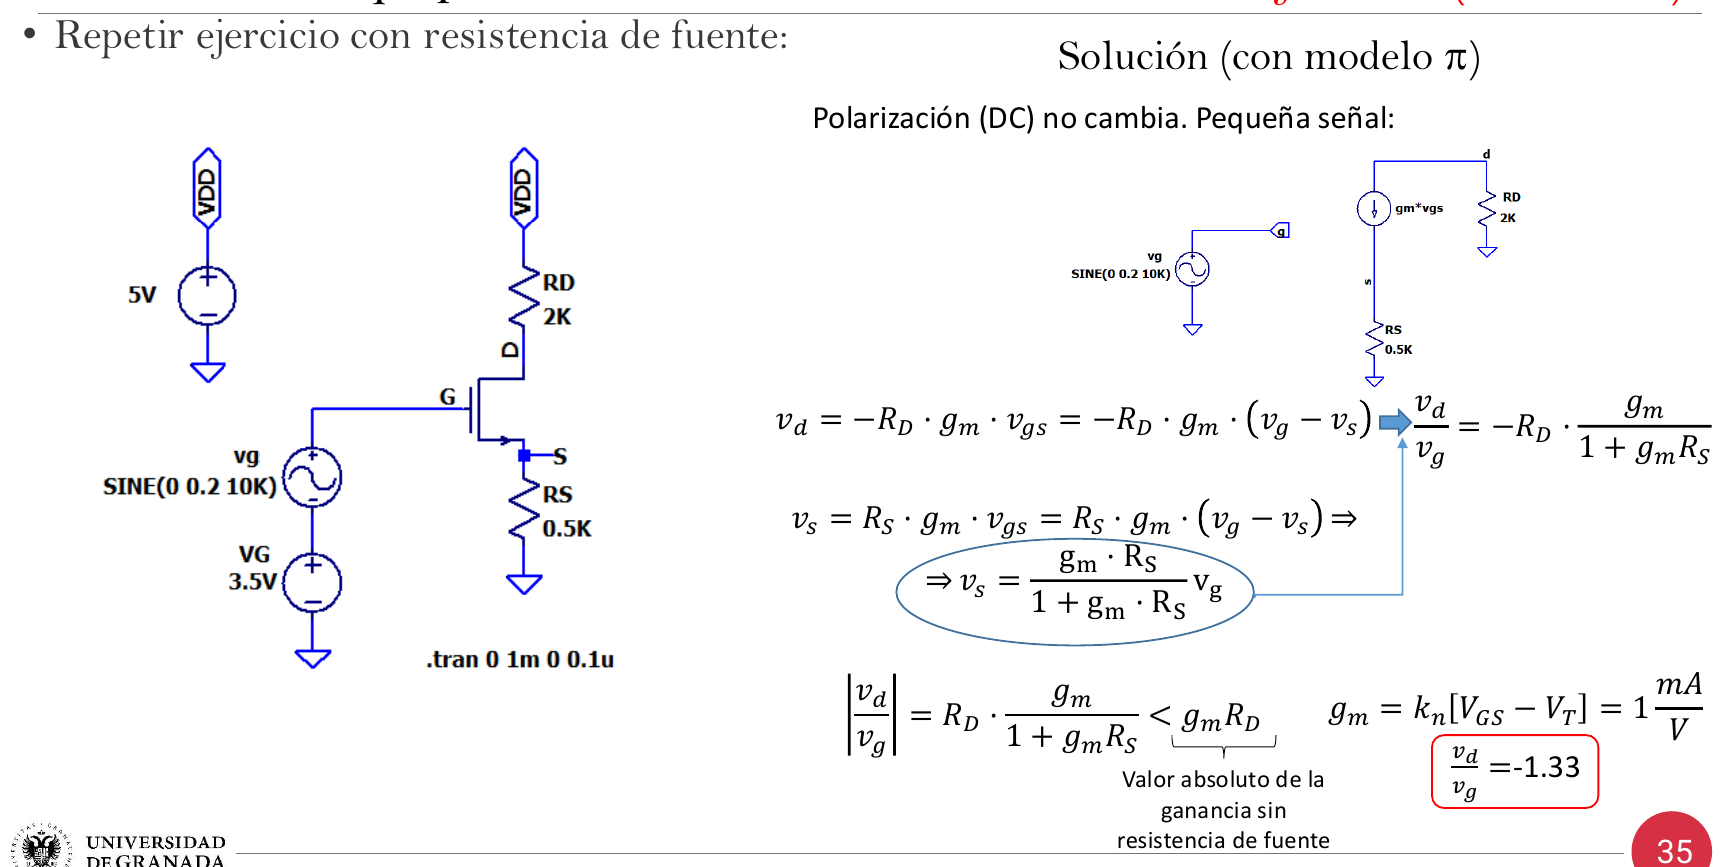 • Repetir ejercicio con resistencia de fuente:
Solución (con modelo π)
Polarización (DC) no cambia. Pequeña señal:
VDD
5V
VDD
RD
2K
D
G
S
RS
0.5K
vg
SINE(0 0.2 10K)
VG
3.5V
.tran 0 1m 0 0.1u
d
RD
2K
gm*vgs
g
vg
SINE(0 0.2 10K)
s
RS
0.5K
v_d = −R_D · g_m · v_gs = −R_D · g_m · (v_g − v_s) ➡ v_d/v_g = −R_D · g_m/(1 + g_m R_S)
v_s = R_S · g_m · v_gs = R_S · g_m · (v_g − v_s) ⇒
⇒ v_s = (g_m · R_S)/(1 + g_m · R_S) v_g
|v_d/v_g| = R_D · g_m/(1 + g_m R_S) < g_m R_D
g_m = k_n[V_GS − V_T] = 1 mA/V
v_d/v_g =-1.33
Valor absoluto de la
ganancia sin
resistencia de fuente
UNIVERSIDAD
DE GRANADA
35